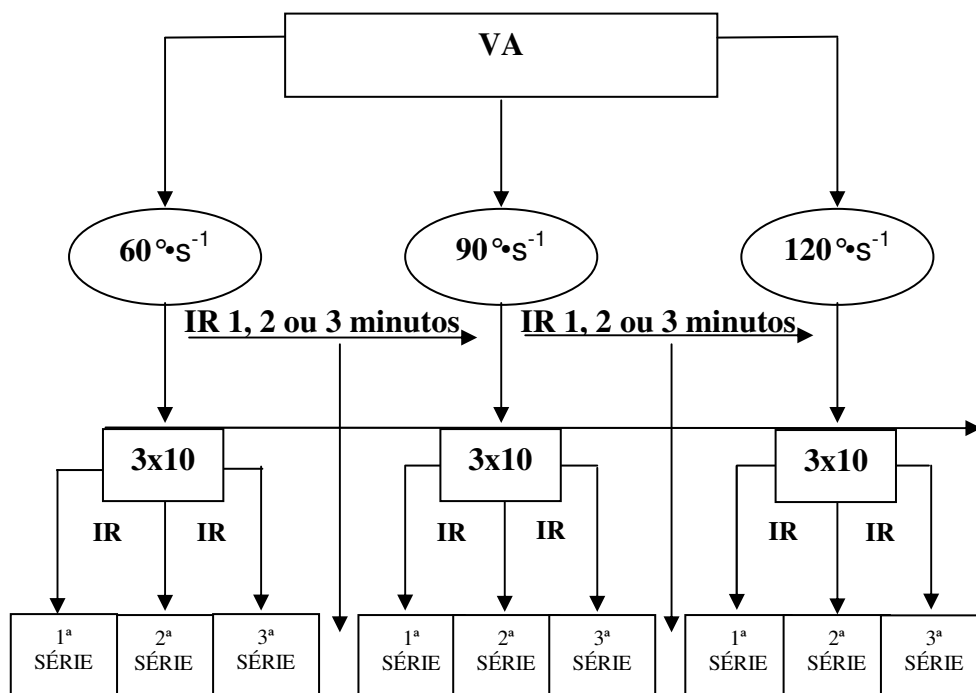 VA
60°•s⁻¹ 90°•s⁻¹ 120°•s⁻¹
IR 1, 2 ou 3 minutos IR 1, 2 ou 3 minutos
3x10 3x10 3x10
IR IR IR IR IR IR
1ª 2ª 3ª 1ª 2ª 3ª 1ª 2ª 3ª
SÉRIE SÉRIE SÉRIE SÉRIE SÉRIE SÉRIE SÉRIE SÉRIE SÉRIE